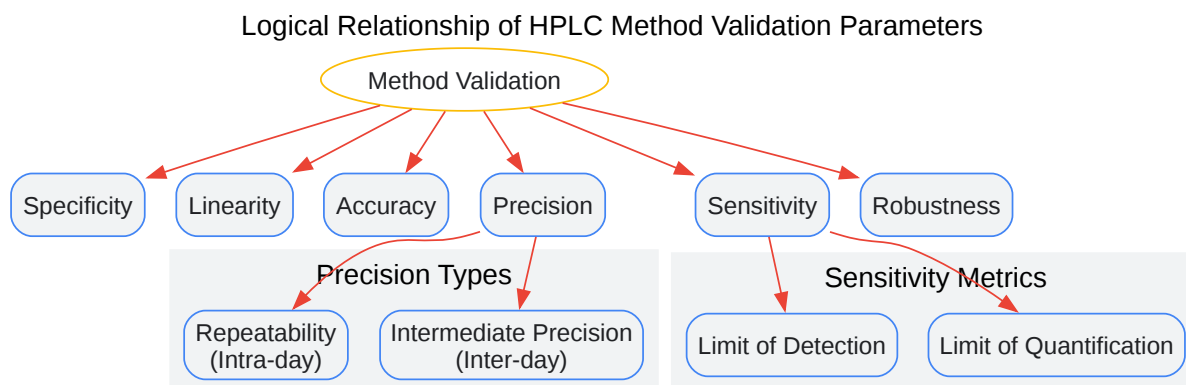 Logical Relationship of HPLC Method Validation Parameters
Method Validation
Specificity
Linearity
Accuracy
Precision
Sensitivity
Robustness
Precision Types
Sensitivity Metrics
Repeatability
(Intra-day)
Intermediate Precision
(Inter-day)
Limit of Detection
Limit of Quantification